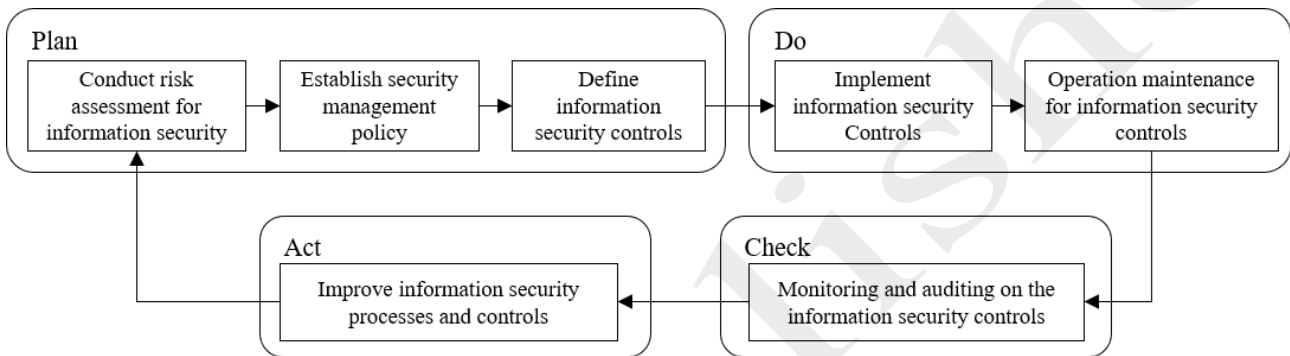 Plan
Conduct risk
assessment for
information security
Establish security
management
policy
Define
information
security controls
Do
Implement
information security
Controls
Operation maintenance
for information security
controls
Act
Improve information security
processes and controls
Check
Monitoring and auditing on the
information security controls
lish